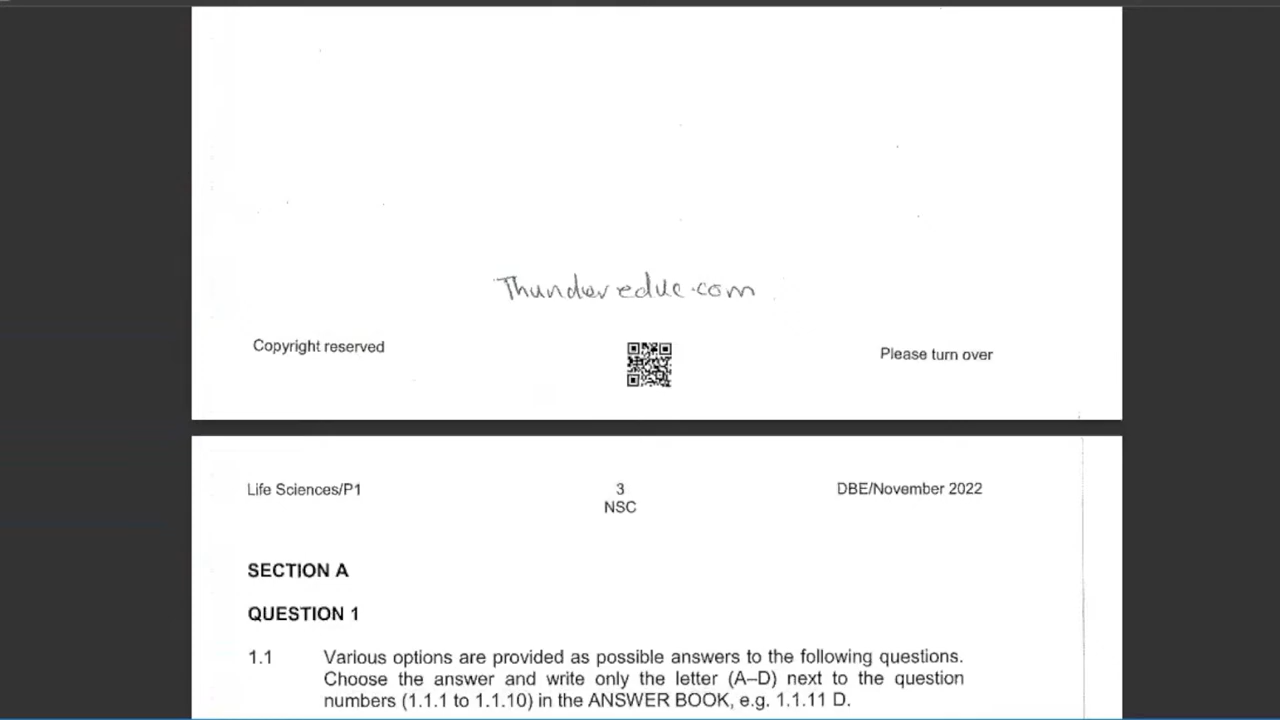 Thundereduc.com
Copyright reserved
Please turn over
Life Sciences/P1
3
DBE/November 2022
NSC
SECTION A
QUESTION 1
1.1 Various options are provided as possible answers to the following questions.
Choose the answer and write only the letter (A–D) next to the question
numbers (1.1.1 to 1.1.10) in the ANSWER BOOK, e.g. 1.1.11 D.